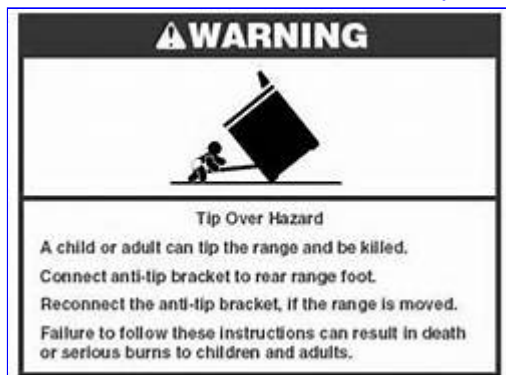 WARNING
Tip Over Hazard
A child or adult can tip the range and be killed.
Connect anti-tip bracket to rear range foot.
Reconnect the anti-tip bracket, if the range is moved.
Failure to follow these instructions can result in death
or serious burns to children and adults.